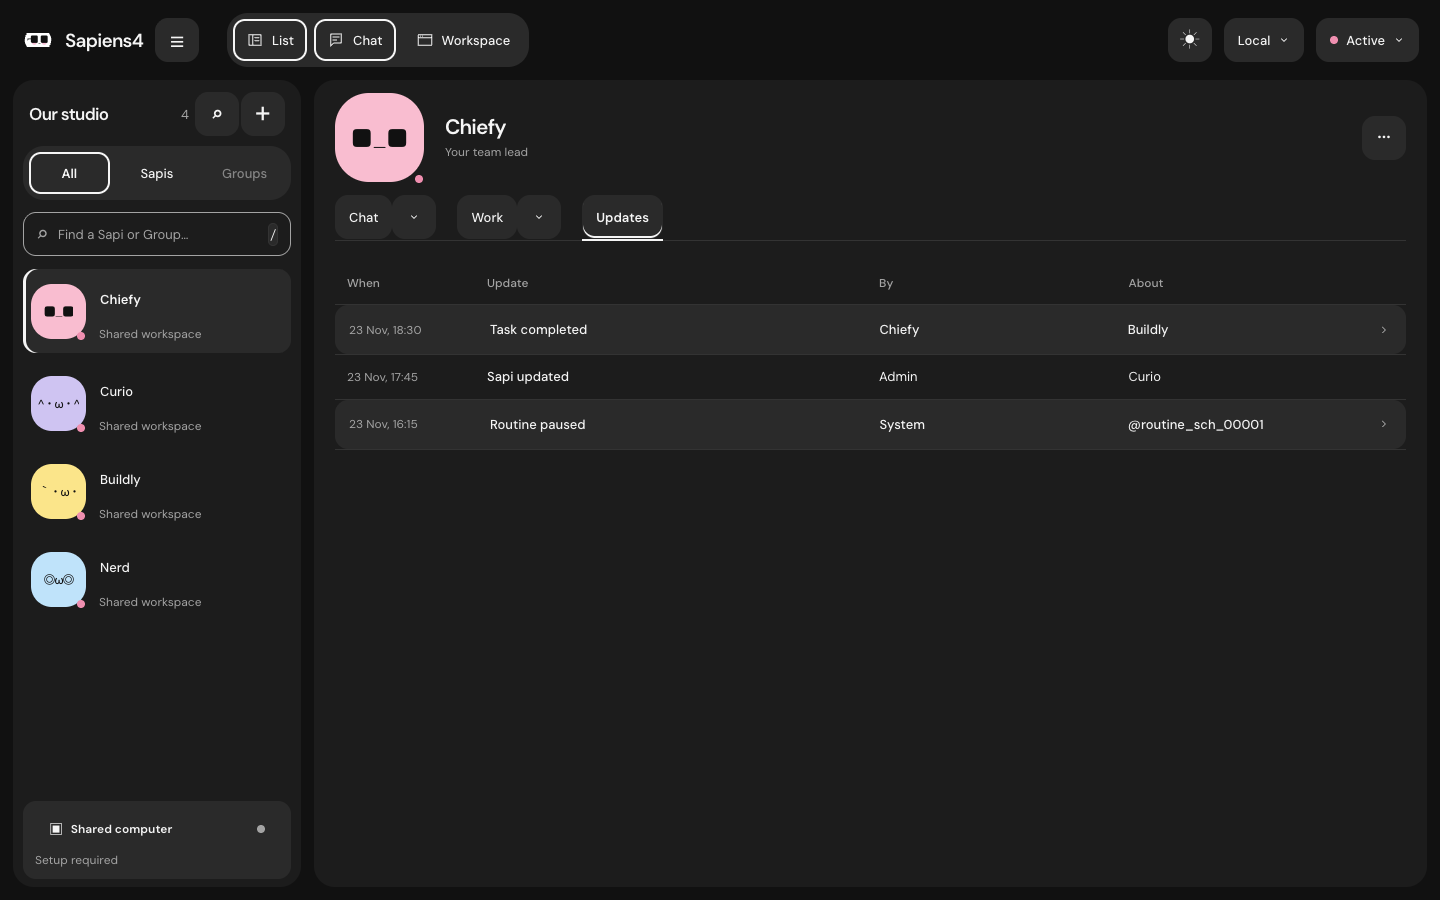 Sapiens4
List
Chat
Workspace
Local
Active
Our studio
4
All
Sapis
Groups
Find a Sapi or Group...
/
Chiefy
Shared workspace
^·ω·^
Curio
Shared workspace
`·ω·
Buildly
Shared workspace
◎ω◎
Nerd
Shared workspace
Shared computer
Setup required
Chiefy
Your team lead
Chat
Work
Updates
When Update By About
23 Nov, 18:30 Task completed Chiefy Buildly
23 Nov, 17:45 Sapi updated Admin Curio
23 Nov, 16:15 Routine paused System @routine_sch_00001